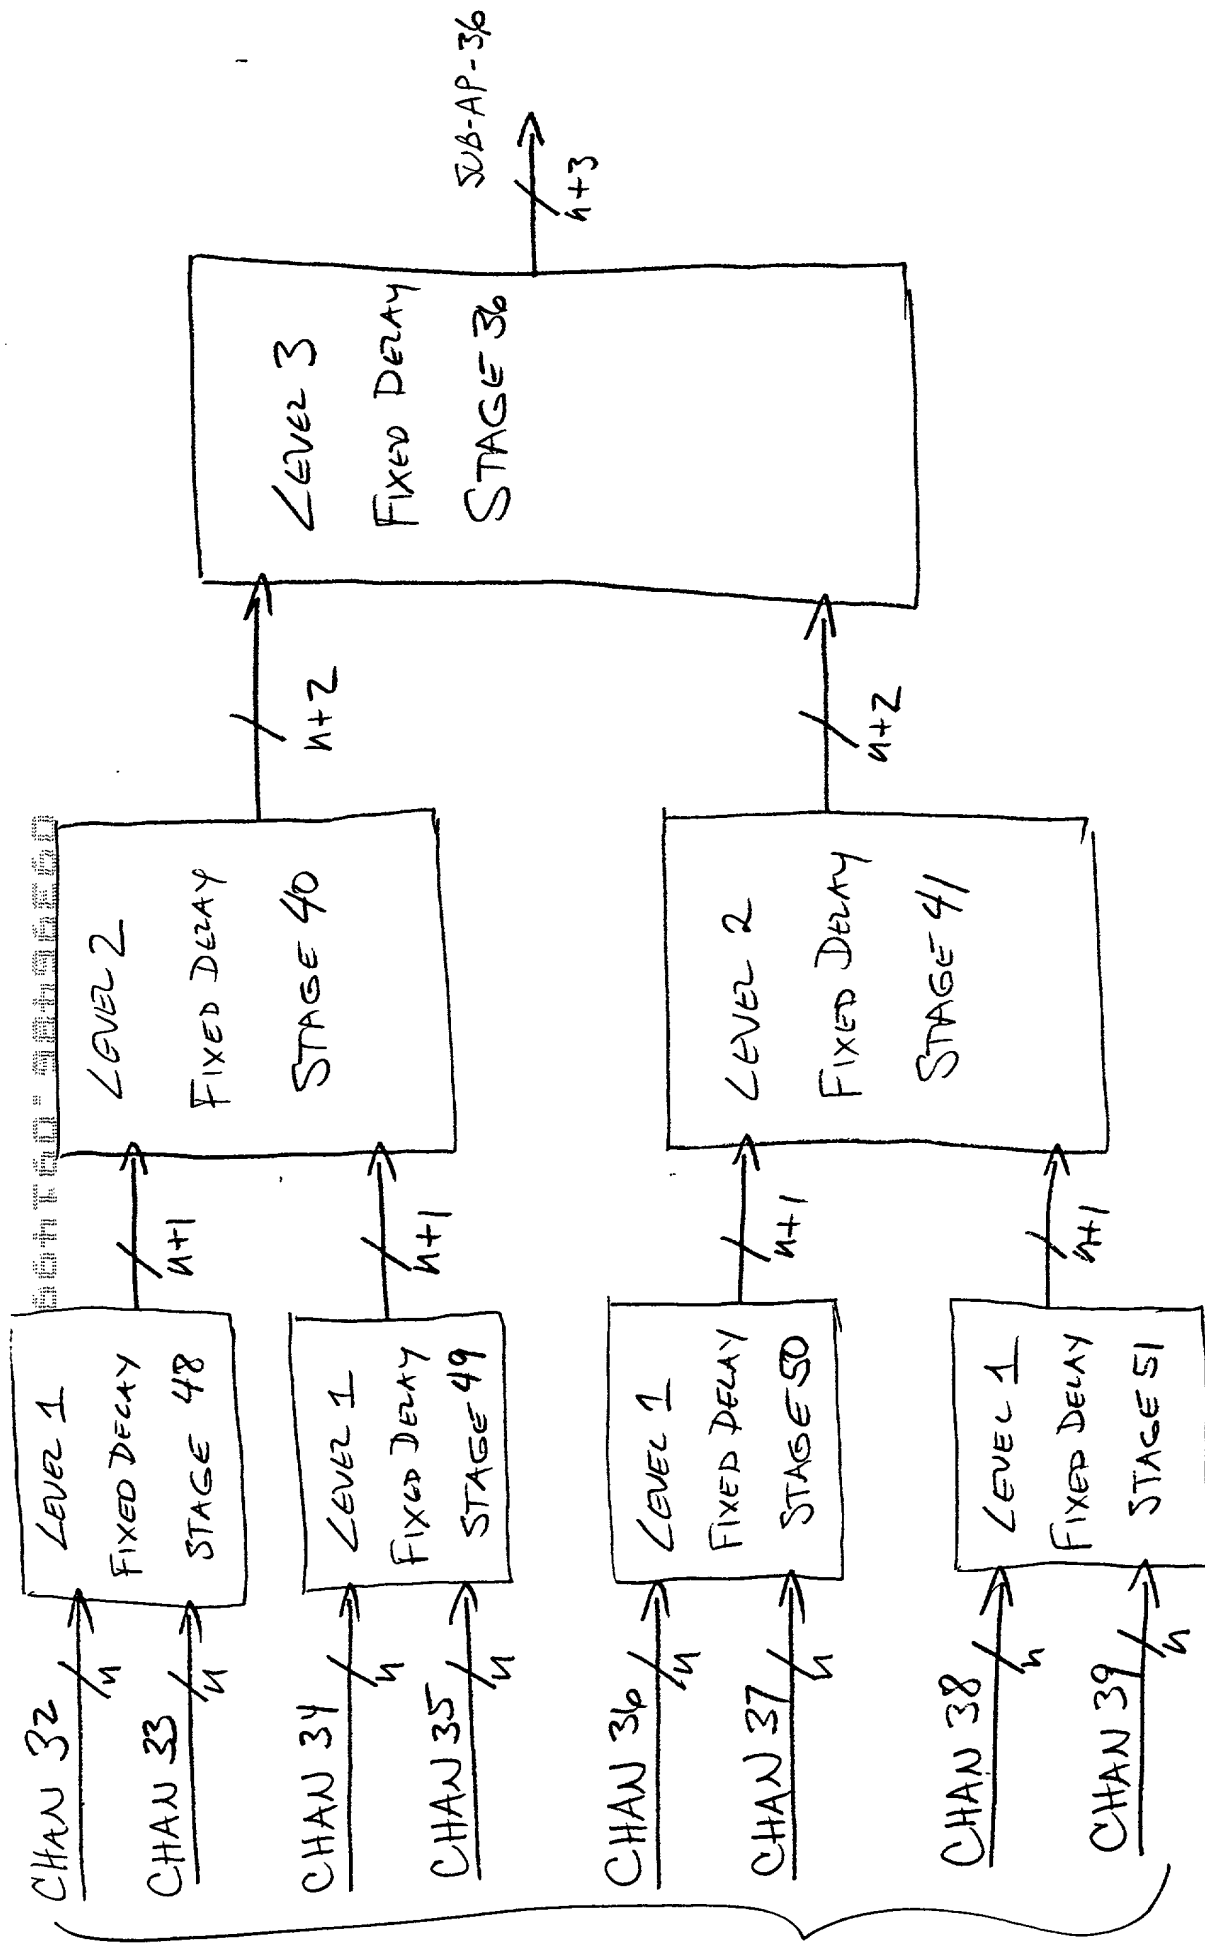 CHAN 32
n
CHAN 33
n
LEVEL 1
FIXED DELAY
STAGE 48
n+1
CHAN 34
n
CHAN 35
n
LEVEL 1
FIXED DELAY
STAGE 49
n+1
LEVEL 2
FIXED DELAY
STAGE 40
n+2
CHAN 36
n
CHAN 37
n
LEVEL 1
FIXED DELAY
STAGE 50
n+1
CHAN 38
n
CHAN 39
n
LEVEL 1
FIXED DELAY
STAGE 51
n+1
LEVEL 2
FIXED DELAY
STAGE 41
n+2
LEVEL 3
FIXED DELAY
STAGE 36
SUB-AP-36
n+3